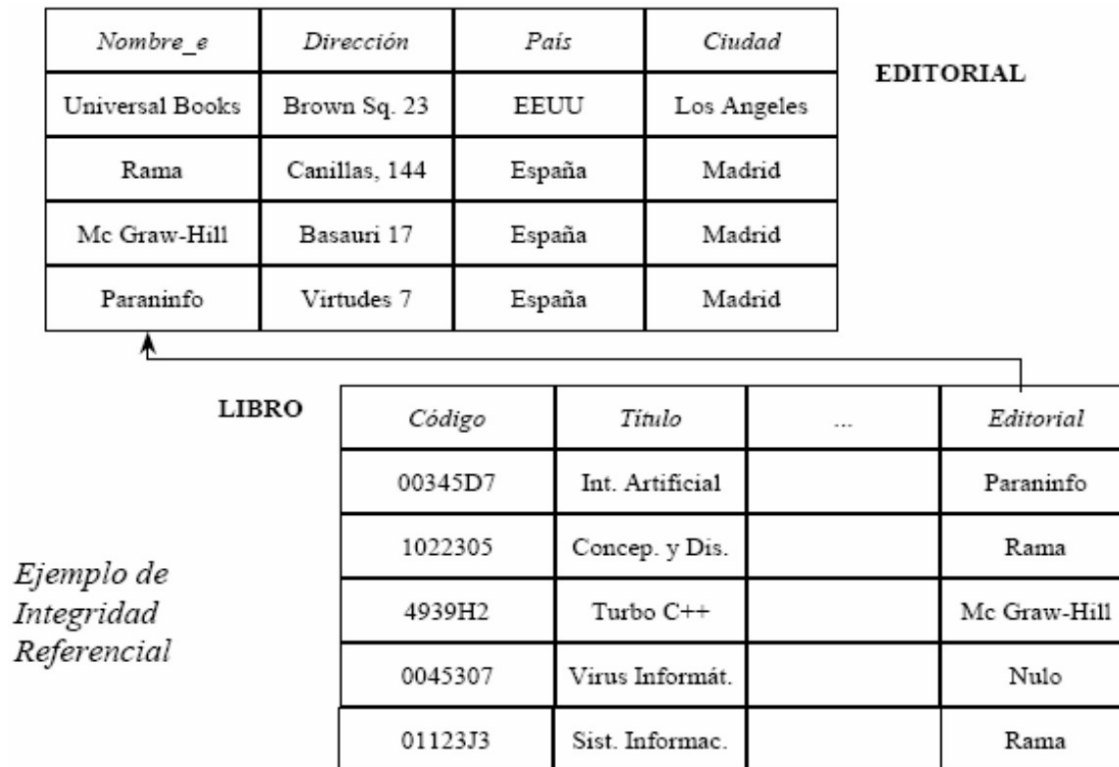 Nombre_e Dirección País Ciudad
EDITORIAL
Universal Books Brown Sq. 23 EEUU Los Angeles
Rama Canillas, 144 España Madrid
Mc Graw-Hill Basauri 17 España Madrid
Paraninfo Virtudes 7 España Madrid
LIBRO
Código Título ... Editorial
00345D7 Int. Artificial Paraninfo
1022305 Concep. y Dis. Rama
4939H2 Turbo C++ Mc Graw-Hill
0045307 Virus Informát. Nulo
01123J3 Sist. Informac. Rama
Ejemplo de
Integridad
Referencial